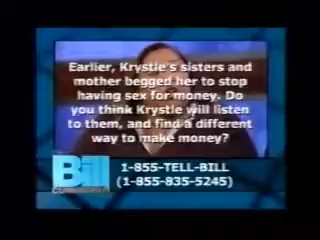 Earlier, Krystle's sisters and
mother begged her to stop
having sex for money. Do
you think Krystle will listen
to them, and find a different
way to make money?
Bill
1-855-TELL-BILL
(1-855-835-5245)